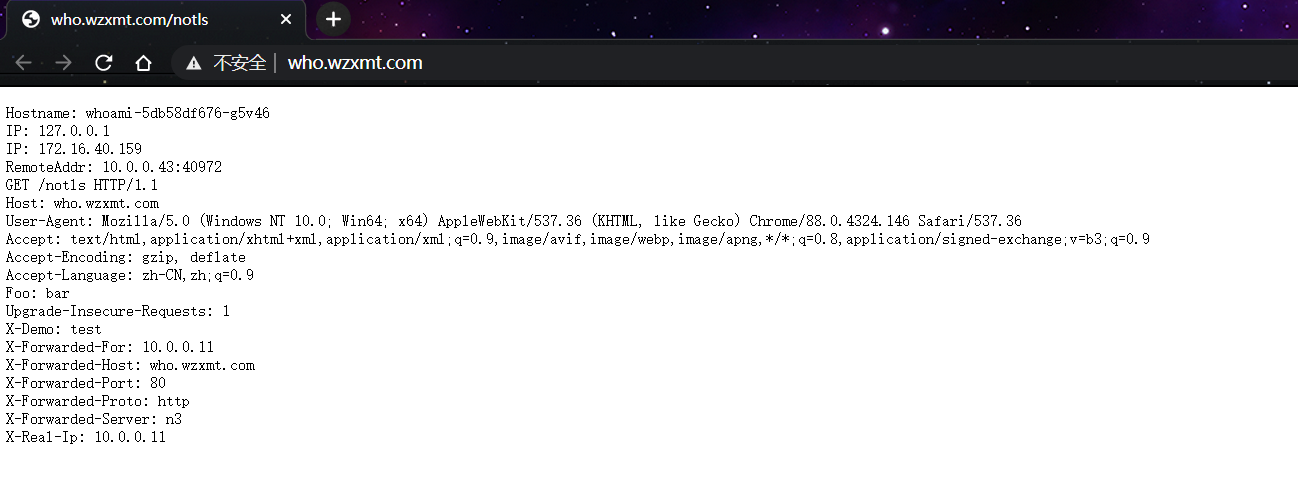 who.wzxmt.com/notls
不安全 who.wzxmt.com
Hostname: whoami-5db58df676-g5v46
IP: 127.0.0.1
IP: 172.16.40.159
RemoteAddr: 10.0.0.43:40972
GET /notls HTTP/1.1
Host: who.wzxmt.com
User-Agent: Mozilla/5.0 (Windows NT 10.0; Win64; x64) AppleWebKit/537.36 (KHTML, like Gecko) Chrome/88.0.4324.146 Safari/537.36
Accept: text/html,application/xhtml+xml,application/xml;q=0.9,image/avif,image/webp,image/apng,*/*;q=0.8,application/signed-exchange;v=b3;q=0.9
Accept-Encoding: gzip, deflate
Accept-Language: zh-CN,zh;q=0.9
Foo: bar
Upgrade-Insecure-Requests: 1
X-Demo: test
X-Forwarded-For: 10.0.0.11
X-Forwarded-Host: who.wzxmt.com
X-Forwarded-Port: 80
X-Forwarded-Proto: http
X-Forwarded-Server: n3
X-Real-Ip: 10.0.0.11